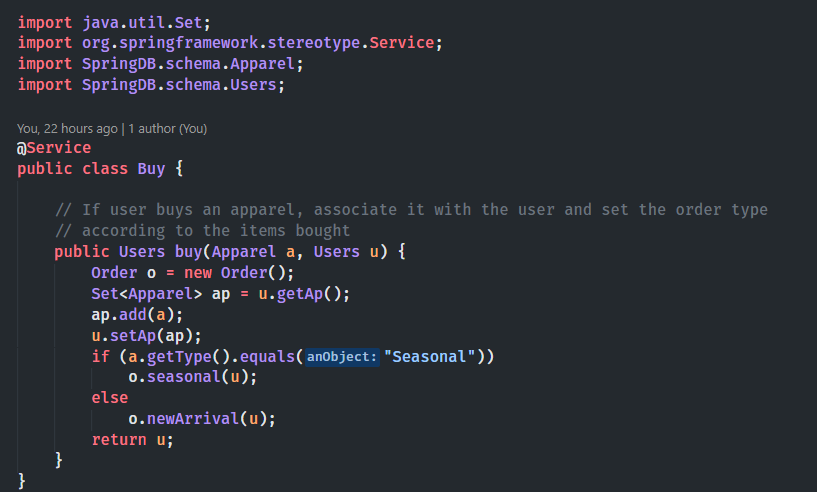 import java.util.Set;
import org.springframework.stereotype.Service;
import SpringDB.schema.Apparel;
import SpringDB.schema.Users;
You, 22 hours ago | 1 author (You)
@Service
public class Buy {
// If user buys an apparel, associate it with the user and set the order type
// according to the items bought
public Users buy(Apparel a, Users u) {
Order o = new Order();
Set<Apparel> ap = u.getAp();
ap.add(a);
u.setAp(ap);
if (a.getType().equals(anObject: "Seasonal"))
o.seasonal(u);
else
o.newArrival(u);
return u;
}
}